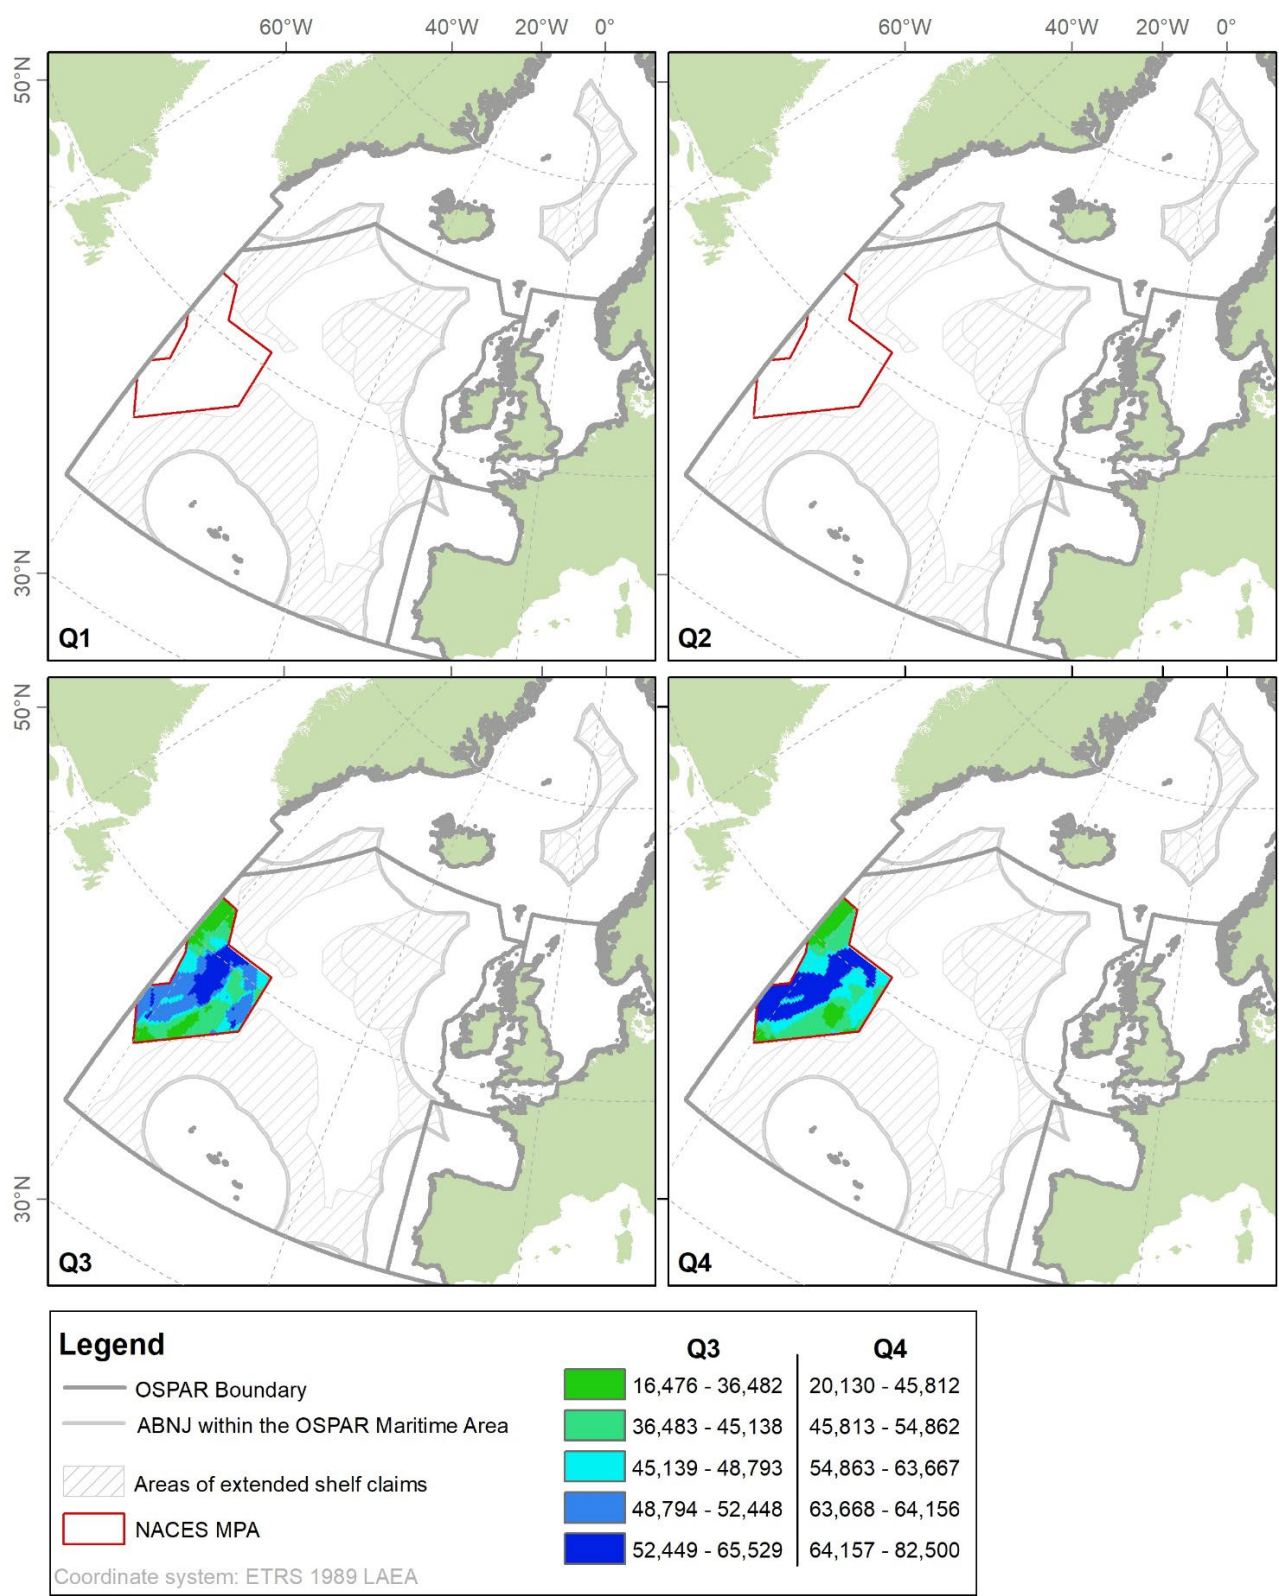 60°W 40°W 20°W 0° 60°W 40°W 20°W 0°
50°N
30°N
Q1 Q2
50°N
30°N
Q3 Q4
Legend
OSPAR Boundary
ABNJ within the OSPAR Maritime Area
Areas of extended shelf claims
NACES MPA
Coordinate system: ETRS 1989 LAEA
Q3 Q4
16,476 - 36,482 20,130 - 45,812
36,483 - 45,138 45,813 - 54,862
45,139 - 48,793 54,863 - 63,667
48,794 - 52,448 63,668 - 64,156
52,449 - 65,529 64,157 - 82,500